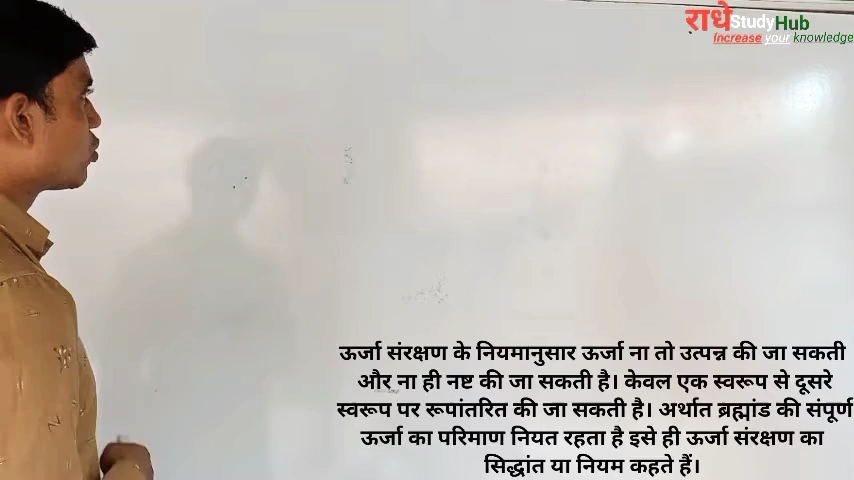 राधे StudyHub
Increase your knowledge
ऊर्जा संरक्षण के नियमानुसार ऊर्जा ना तो उत्पन्न की जा सकती
और ना ही नष्ट की जा सकती है। केवल एक स्वरूप से दूसरे
स्वरूप पर रूपांतरित की जा सकती है। अर्थात ब्रह्मांड की संपूर्ण
ऊर्जा का परिमाण नियत रहता है इसे ही ऊर्जा संरक्षण का
सिद्धांत या नियम कहते हैं।